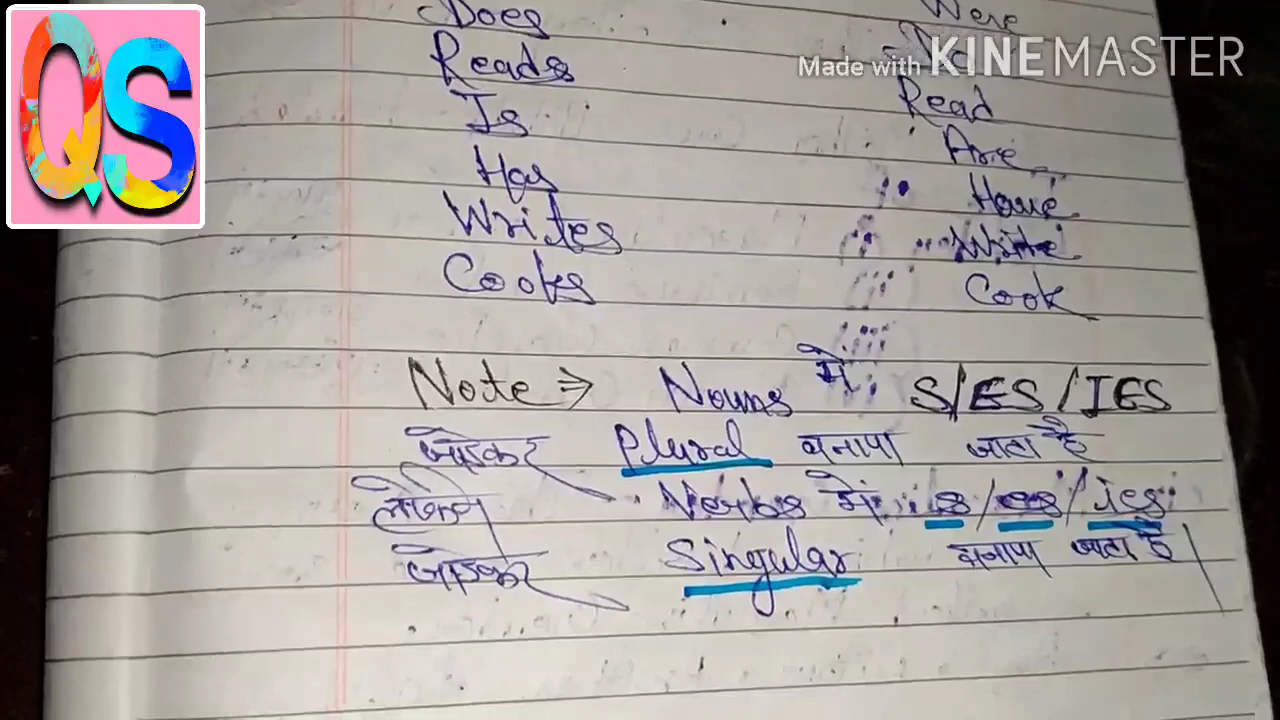 QS
Made with KINEMASTER
Does Were
Reads
Read
Is Are
Has Have
Writes Write
Cooks Cook
Note ⇒ Nouns में S/ES/IES
जोड़कर Plural बनाया जाता है
लेकिन Verbs में s/es/ies
जोड़कर Singular बनाया जाता है।